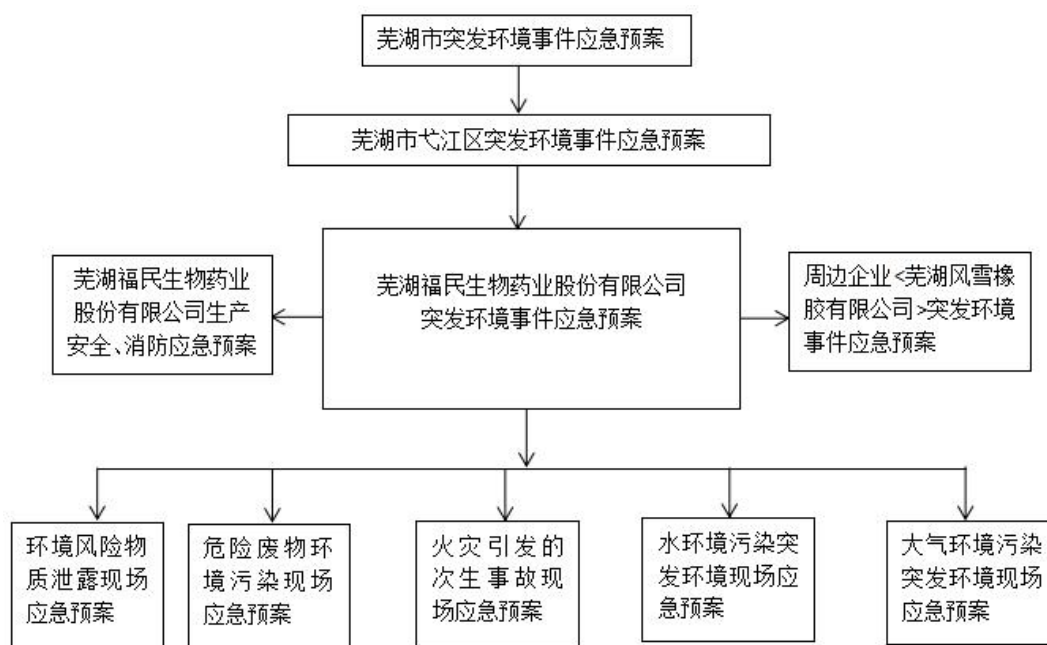 芜湖市突发环境事件应急预案
芜湖市弋江区突发环境事件应急预案
芜湖福民生物药业
股份有限公司生产
安全、消防应急预案
芜湖福民生物药业股份有限公司
突发环境事件应急预案
周边企业<芜湖风雪橡
胶有限公司>突发环境
事件应急预案
环境风险物
质泄露现场
应急预案
危险废物环
境污染现场
应急预案
火灾引发的
次生事故现
场应急预案
水环境污染突
发环境现场应
急预案
大气环境污染
突发环境现场
应急预案